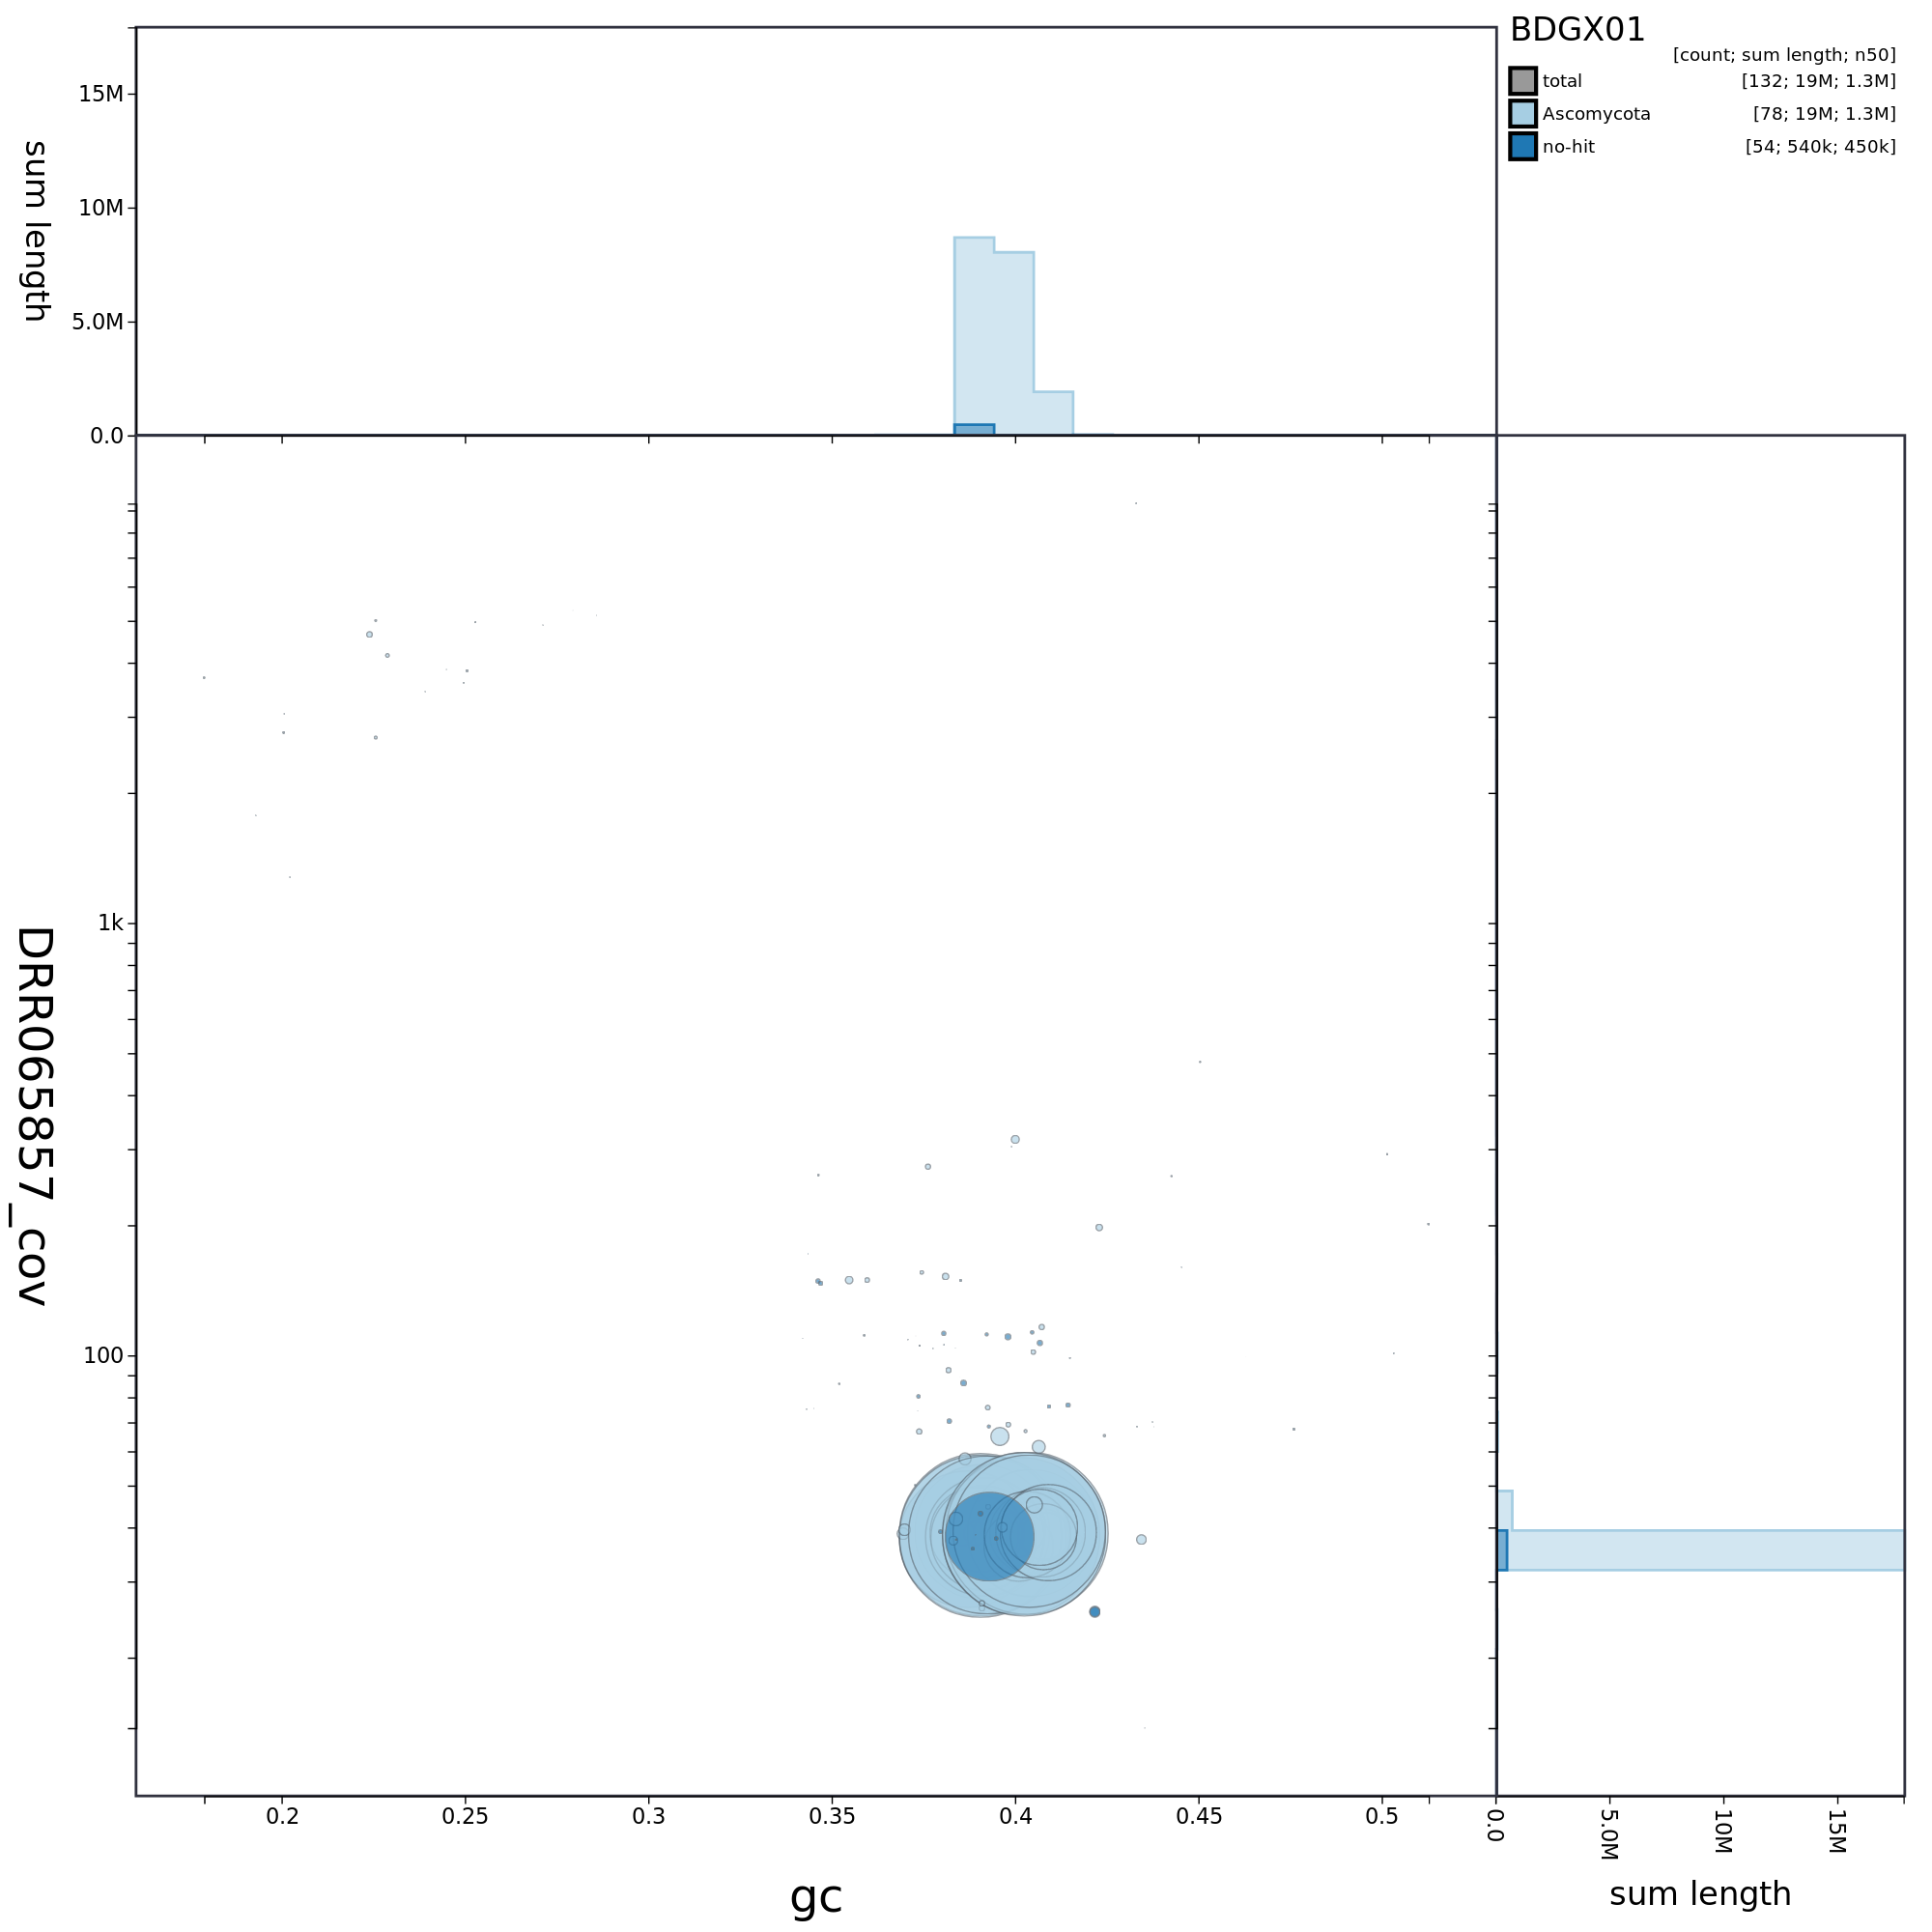 BDGX01
[count; sum length; n50]
total [132; 19M; 1.3M]
Ascomycota [78; 19M; 1.3M]
no-hit [54; 540k; 450k]
sum length
15M
10M
5.0M
0.0
DRR065857_cov
1k
100
0.2 0.25 0.3 0.35 0.4 0.45 0.5
gc
0.0 5.0M 10M 15M
sum length